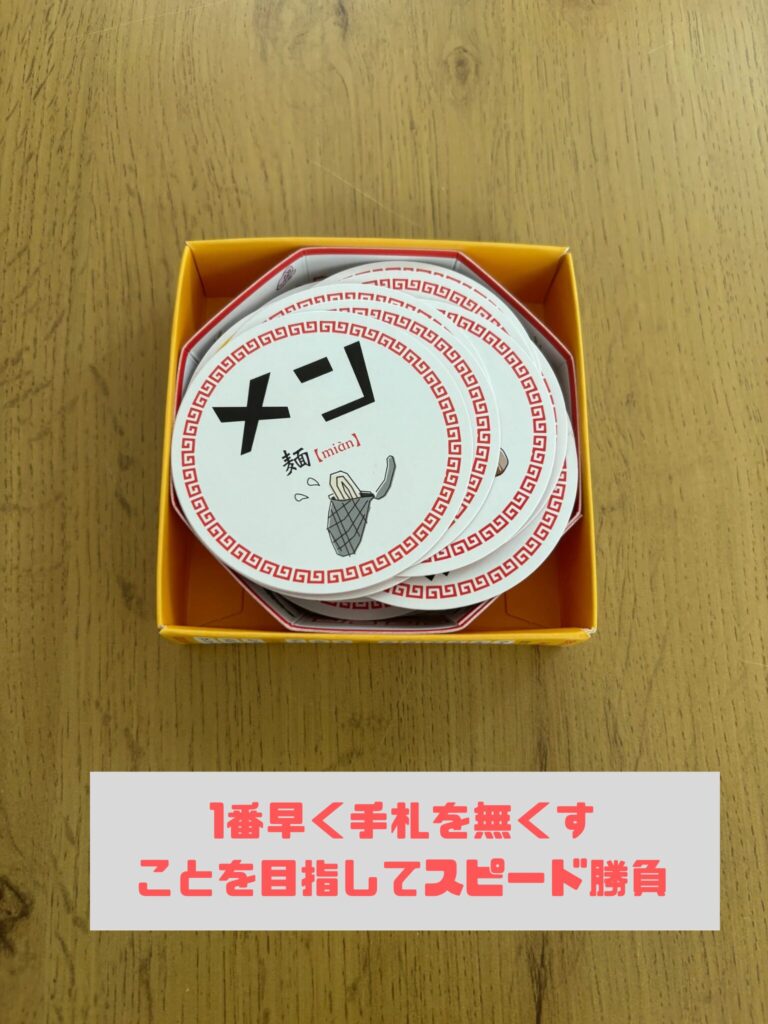 メン
麺【miàn】
1番早く手札を無くす
ことを目指してスピード勝負